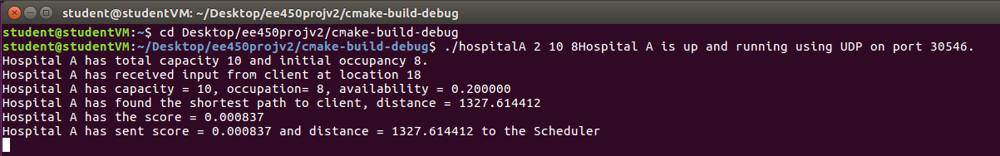 student@studentVM: ~/Desktop/ee450projv2/cmake-build-debug
student@studentVM:~$ cd Desktop/ee450projv2/cmake-build-debug
student@studentVM:~/Desktop/ee450projv2/cmake-build-debug$ ./hospitalA 2 10 8Hospital A is up and running using UDP on port 30546.
Hospital A has total capacity 10 and initial occupancy 8.
Hospital A has received input from client at location 18
Hospital A has capacity = 10, occupation= 8, availability = 0.200000
Hospital A has found the shortest path to client, distance = 1327.614412
Hospital A has the score = 0.000837
Hospital A has sent score = 0.000837 and distance = 1327.614412 to the Scheduler